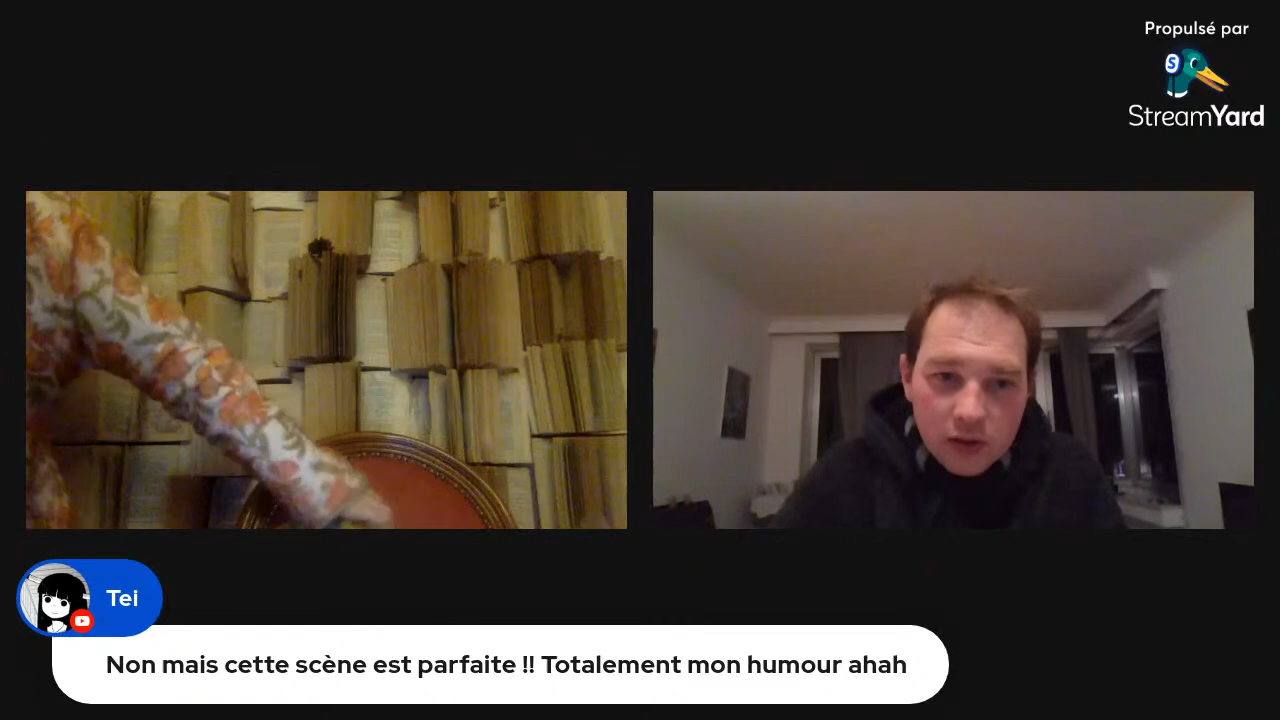 Propulsé par
StreamYard
Tei
Non mais cette scène est parfaite !! Totalement mon humour ahah